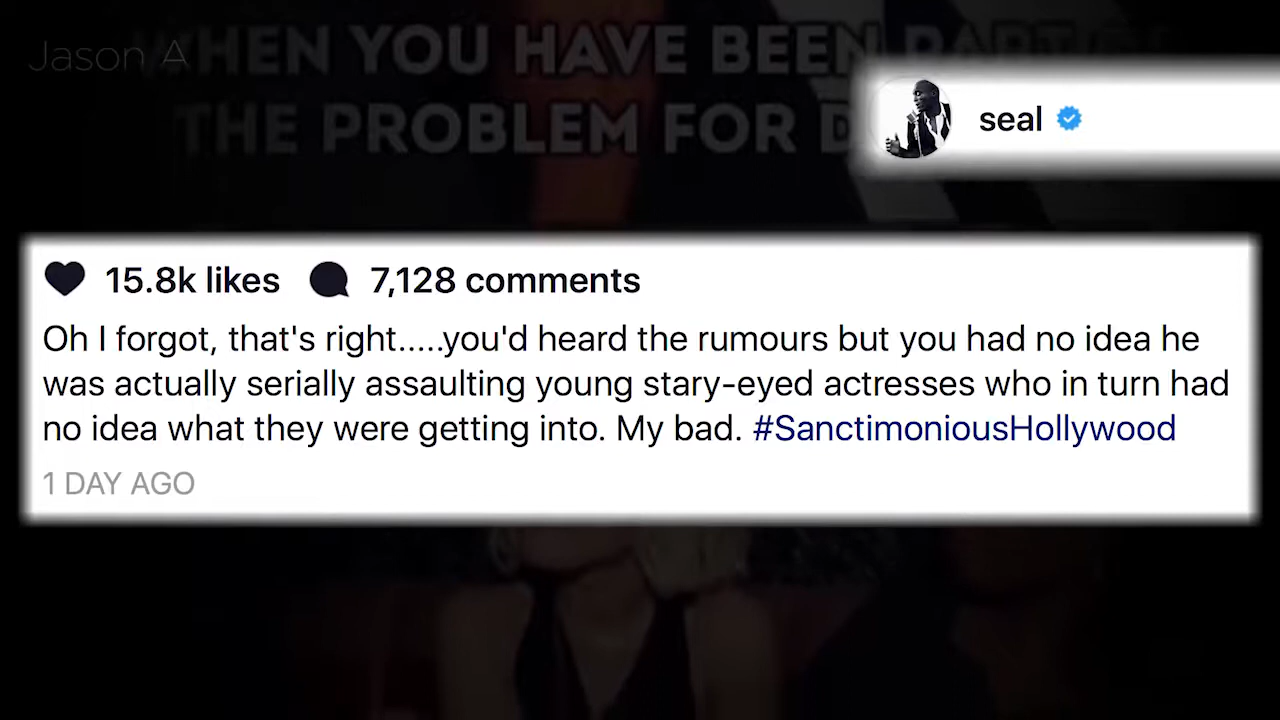 Jason A
WHEN YOU HAVE BEEN PART OF
THE PROBLEM FOR D
seal
15.8k likes 7,128 comments
Oh I forgot, that's right.....you'd heard the rumours but you had no idea he
was actually serially assaulting young stary-eyed actresses who in turn had
no idea what they were getting into. My bad. #SanctimoniousHollywood
1 DAY AGO